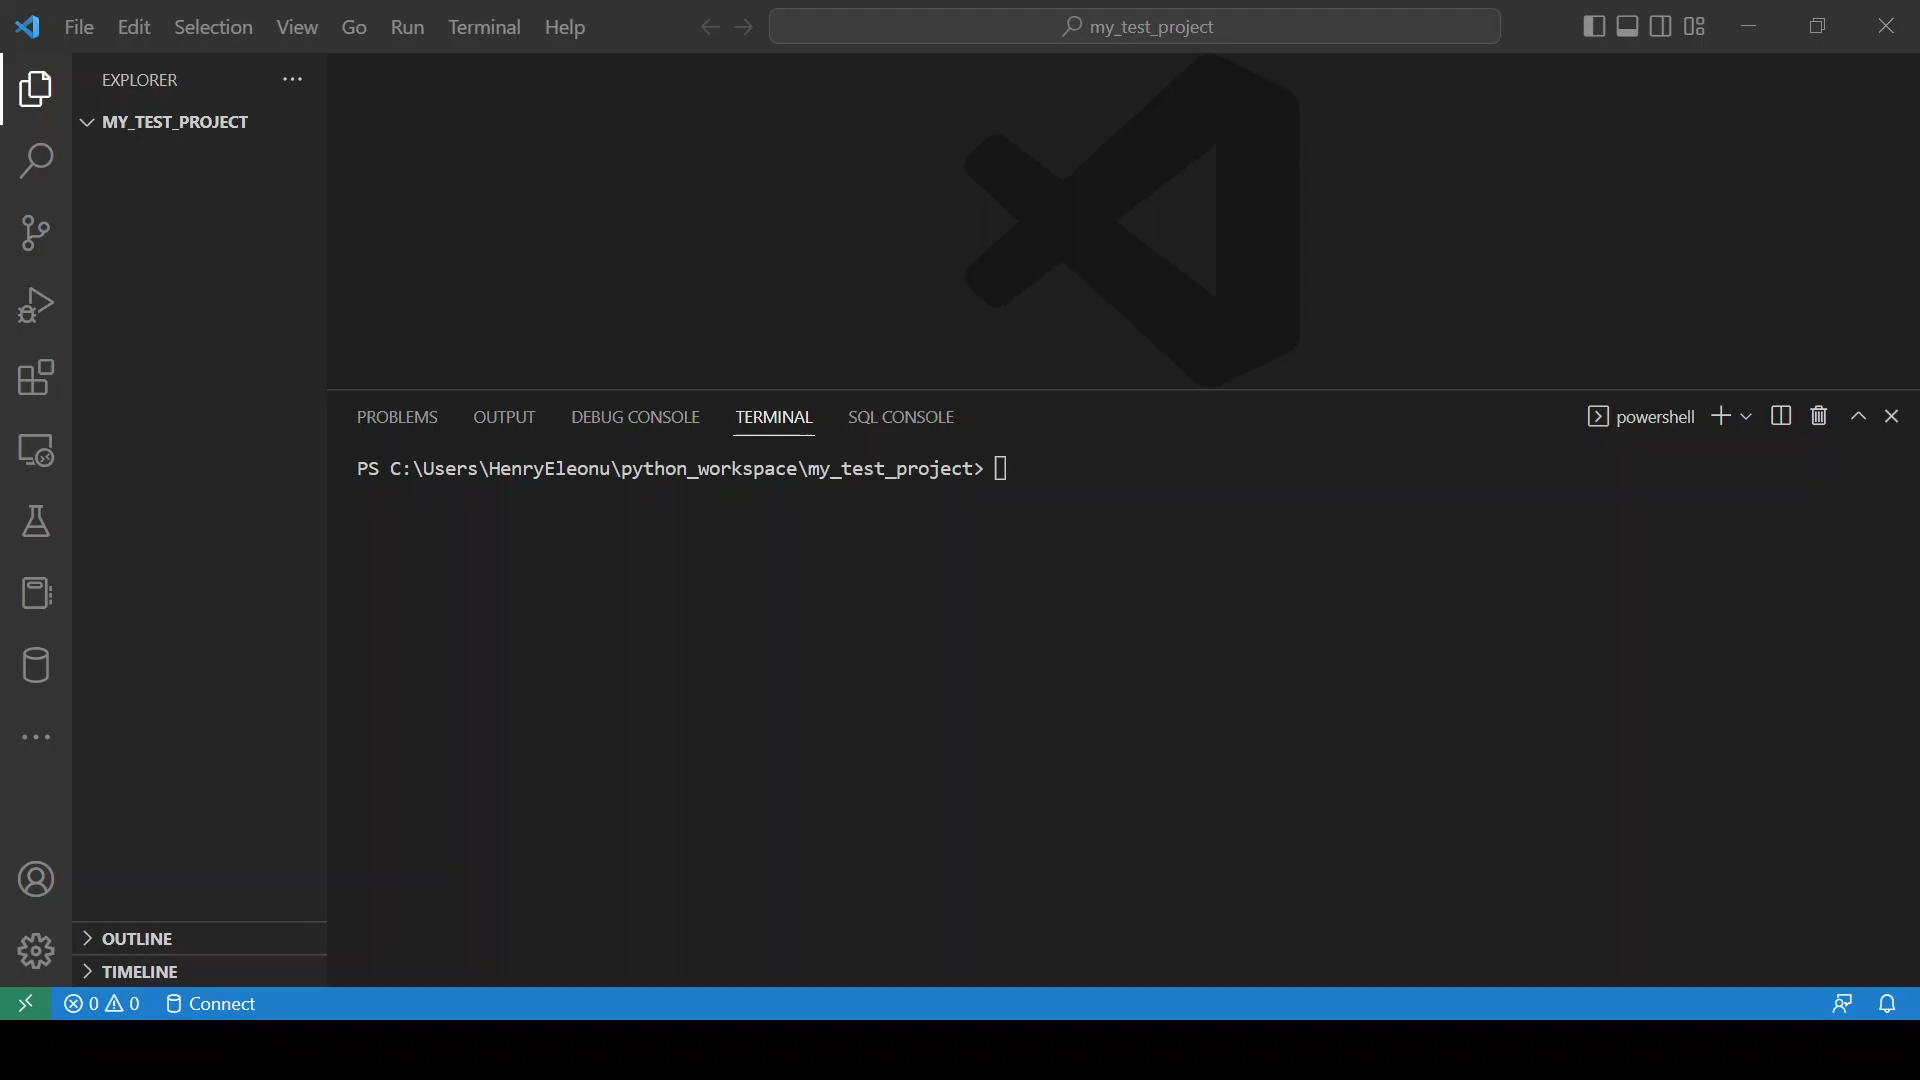 File Edit Selection View Go Run Terminal Help my_test_project
EXPLORER
MY_TEST_PROJECT
PROBLEMS OUTPUT DEBUG CONSOLE TERMINAL SQL CONSOLE powershell
PS C:\Users\HenryEleonu\python_workspace\my_test_project>
OUTLINE
TIMELINE
0 0 Connect